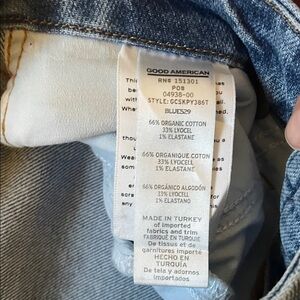 GOOD AMERICAN
RN# 151301
PO#
04938-00
STYLE: GCSKPY386T
BLUE529
66% ORGANIC COTTON
33% LYOCELL
1% ELASTANE
66% ORGANIQUE COTON
33% LYOCELL
1% ELASTANE
66% ORGÁNICO ALGODÓN
33% LYOCELL
1% ELASTANE
MADE IN TURKEY
of imported
fabrics and trim
FABRIQUÉ EN TURQUIE
De tissus et de
garnitures importés
HECHO EN
TURQUÍA
De tela y adornos
importados